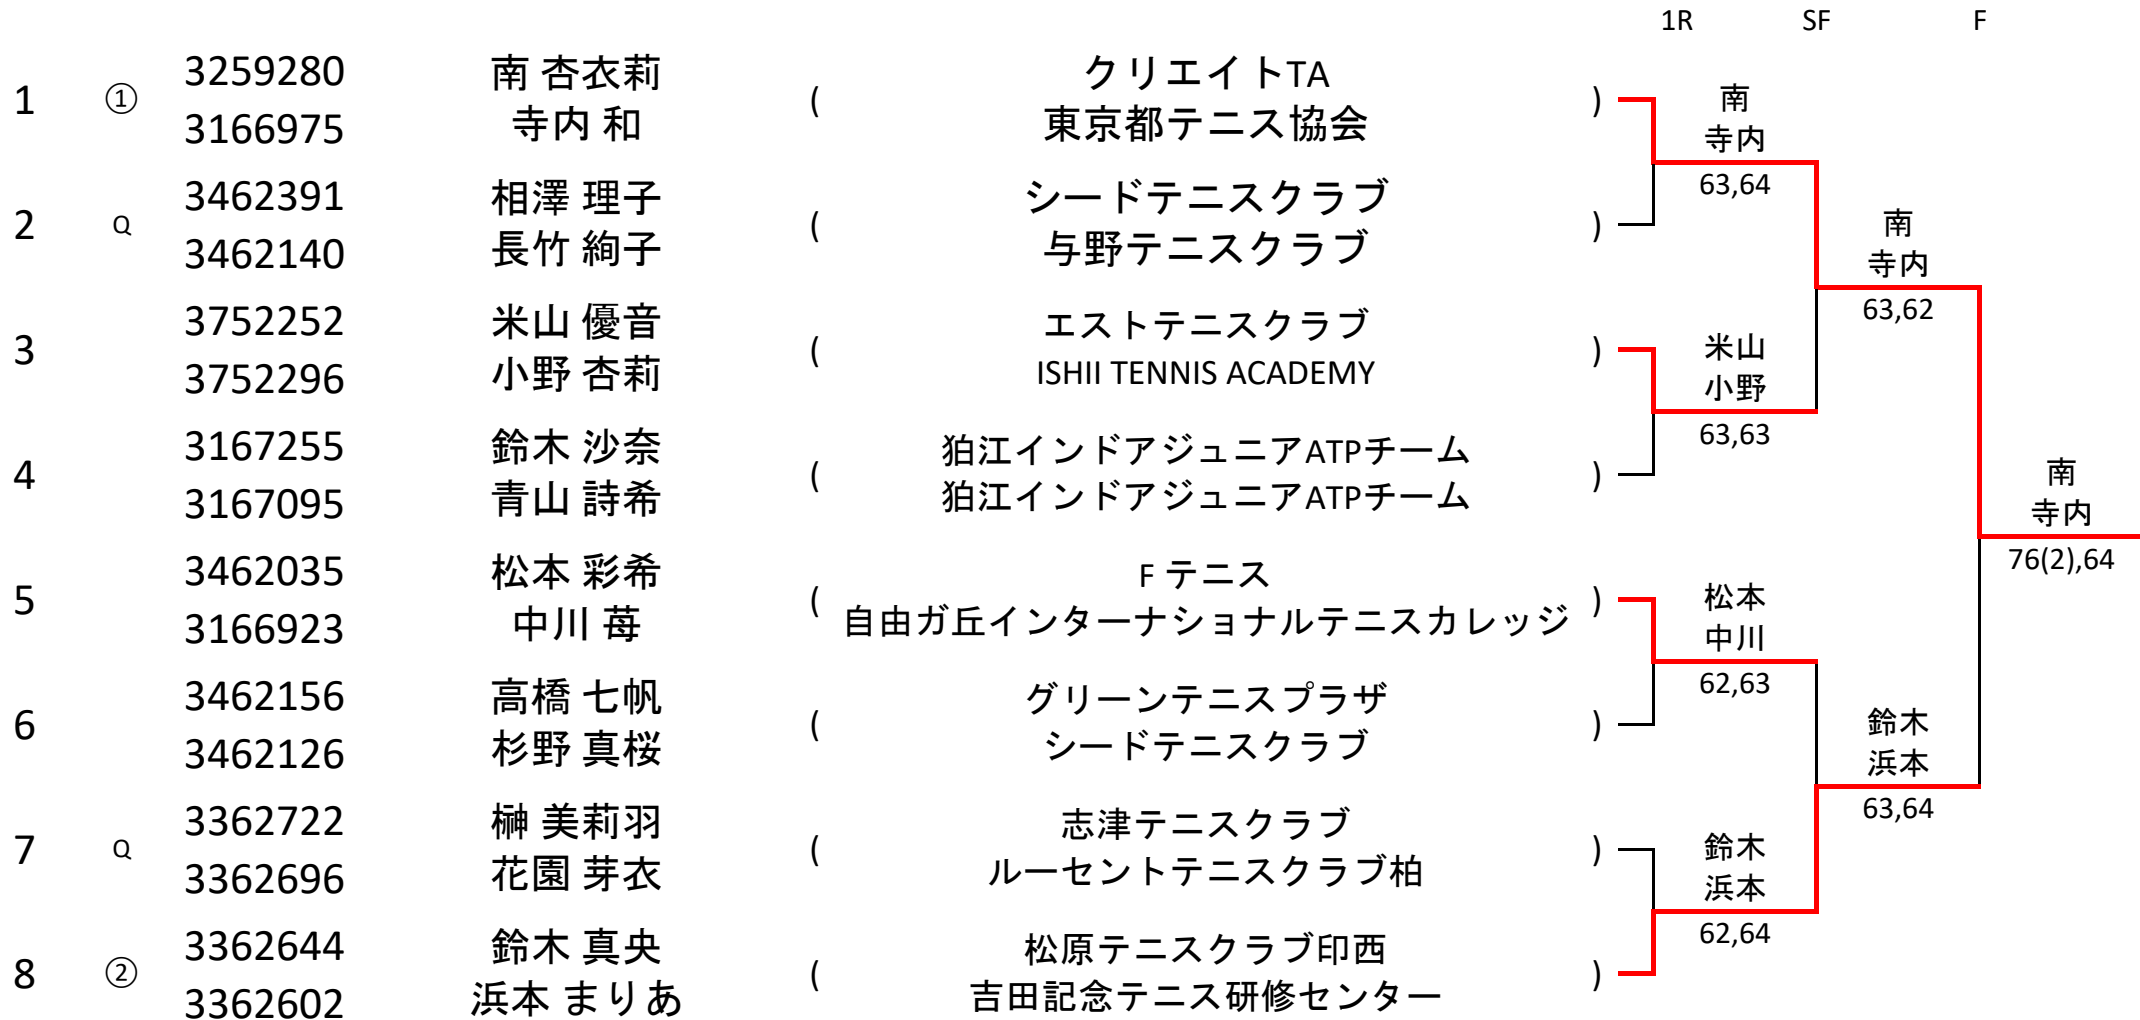 1R SF F
3259280 南 杏衣莉 クリエイトTA
1 ① ( ) 南
3166975 寺内 和 東京都テニス協会 寺内
63,64
3462391 相澤 理子 シードテニスクラブ
2 Q ( ) 南
3462140 長竹 絢子 与野テニスクラブ 寺内
63,62
3752252 米山 優音 エストテニスクラブ
3 ( ) 米山
3752296 小野 杏莉 ISHII TENNIS ACADEMY 小野
63,63
3167255 鈴木 沙奈 狛江インドアジュニアATPチーム
4 ( ) 南
3167095 青山 詩希 狛江インドアジュニアATPチーム 寺内
76(2),64
3462035 松本 彩希 F テニス
5 ( ) 松本
3166923 中川 苺 自由ガ丘インターナショナルテニスカレッジ 中川
62,63
3462156 高橋 七帆 グリーンテニスプラザ
6 ( ) 鈴木
3462126 杉野 真桜 シードテニスクラブ 浜本
63,64
3362722 榊 美莉羽 志津テニスクラブ
7 Q ( ) 鈴木
3362696 花園 芽衣 ルーセントテニスクラブ柏 浜本
62,64
3362644 鈴木 真央 松原テニスクラブ印西
8 ② ( )
3362602 浜本 まりあ 吉田記念テニス研修センター